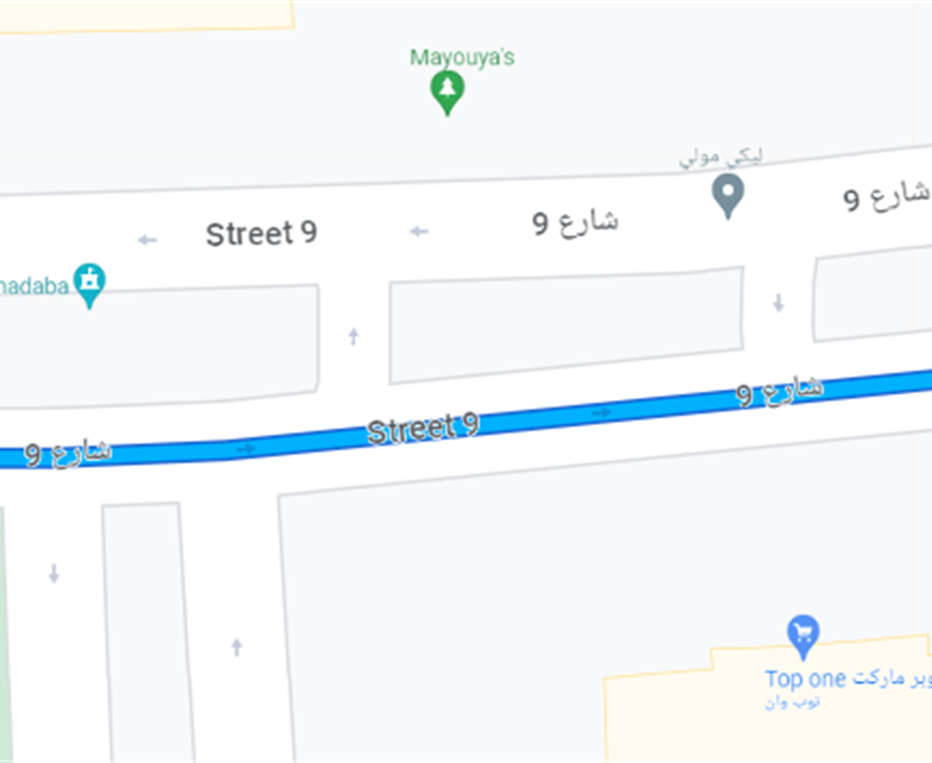 Mayouya's
ليكي مولي
شارع 9
شارع 9
Street 9
شارع 9
Street 9
شارع 9
Top one
ماركت
توب وان